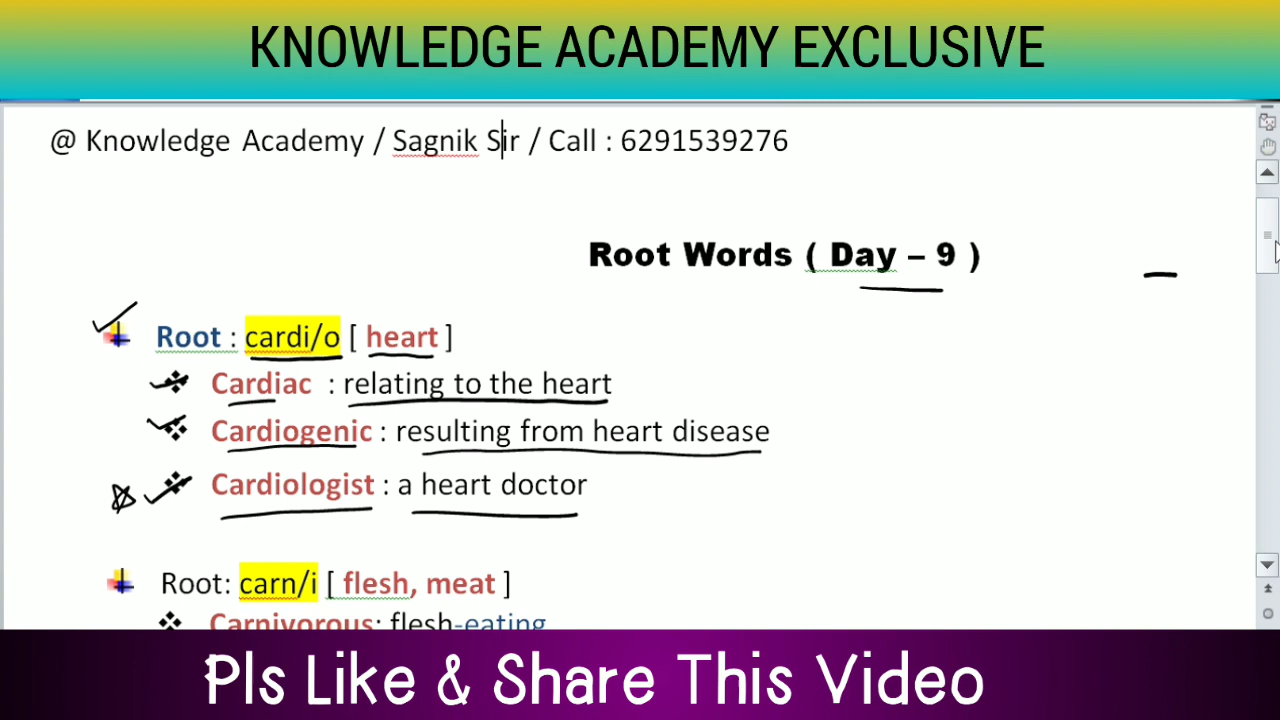 KNOWLEDGE ACADEMY EXCLUSIVE
@ Knowledge Academy / Sagnik Sir / Call : 6291539276
Root Words ( Day – 9 )
Root : cardi/o [ heart ]
Cardiac : relating to the heart
Cardiogenic : resulting from heart disease
Cardiologist : a heart doctor
Root: carn/i [ flesh, meat ]
Carnivorous: flesh-eating
Pls Like & Share This Video